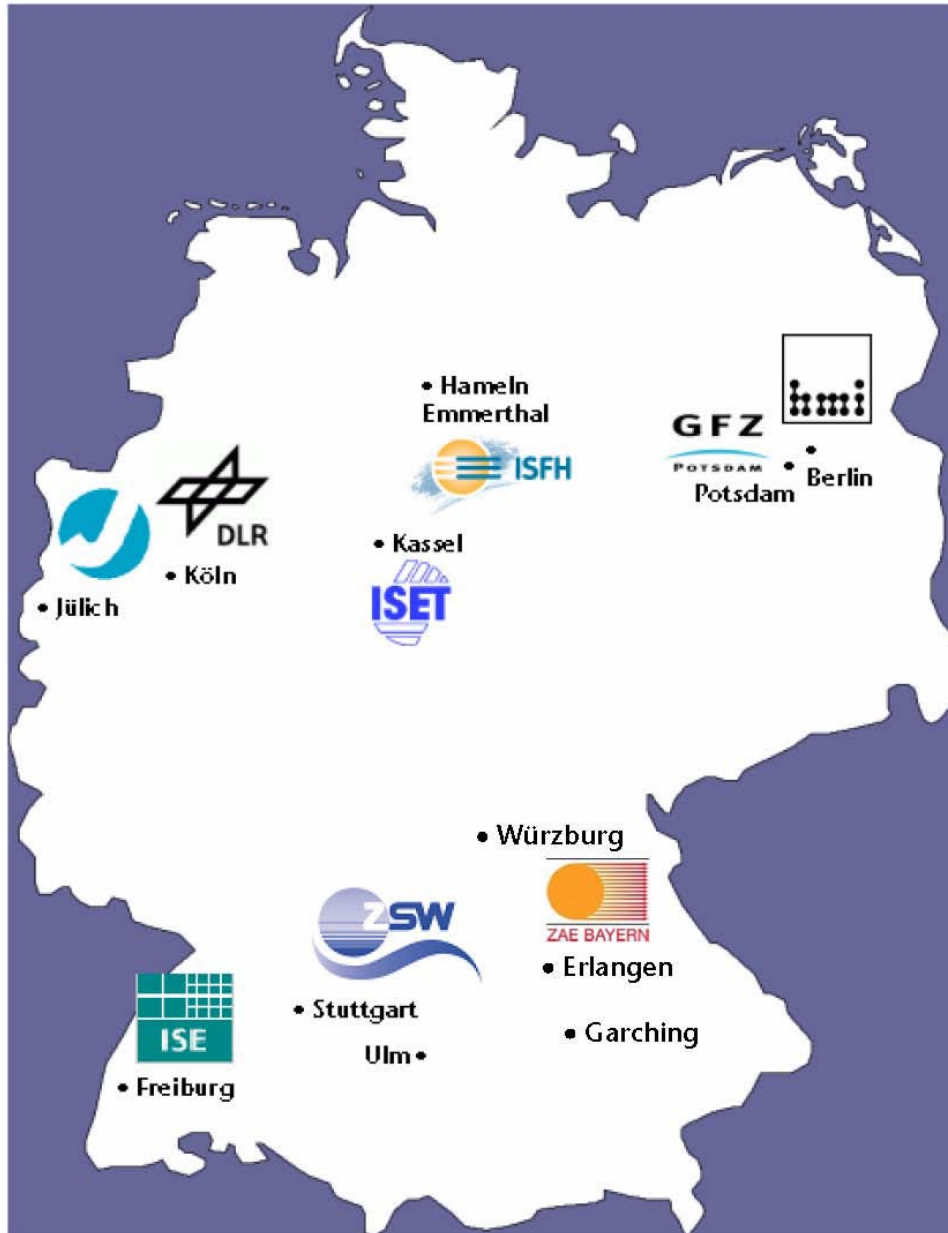 hmi
• Hameln
Emmerthal
GFZ
POTSDAM
• Berlin
Potsdam •
ISFH
DLR
• Kassel
• Köln
ISET
• Jülich
• Würzburg
ZSW
ZAE BAYERN
• Erlangen
ISE
• Stuttgart
• Garching
Ulm •
• Freiburg